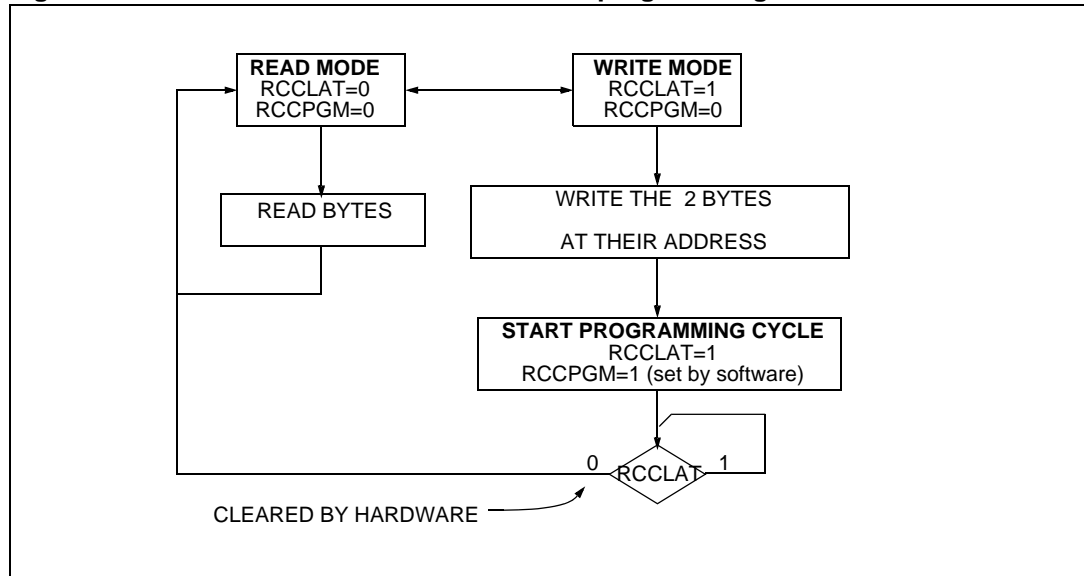 READ MODE
RCCLAT=0
RCCPGM=0
WRITE MODE
RCCLAT=1
RCCPGM=0
READ BYTES
WRITE THE 2 BYTES
AT THEIR ADDRESS
START PROGRAMMING CYCLE
RCCLAT=1
RCCPGM=1 (set by software)
0
RCCLAT
1
CLEARED BY HARDWARE